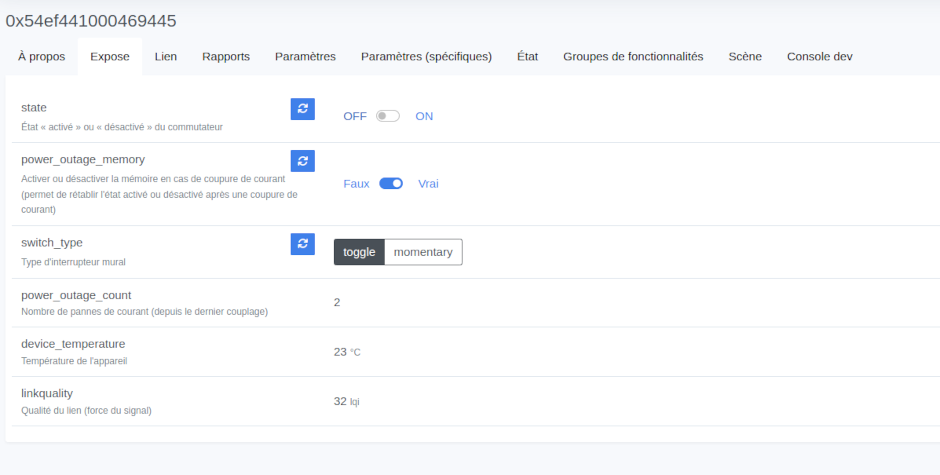 0x54ef441000469445
À propos Expose Lien Rapports Paramètres Paramètres (spécifiques) État Groupes de fonctionnalités Scène Console dev
state
État « activé » ou « désactivé » du commutateur
OFF ON
power_outage_memory
Activer ou désactiver la mémoire en cas de coupure de courant
(permet de rétablir l'état activé ou désactivé après une coupure de
courant)
Faux Vrai
switch_type
Type d'interrupteur mural
toggle momentary
power_outage_count
Nombre de pannes de courant (depuis le dernier couplage)
2
device_temperature
Température de l'appareil
23 °C
linkquality
Qualité du lien (force du signal)
32 lqi